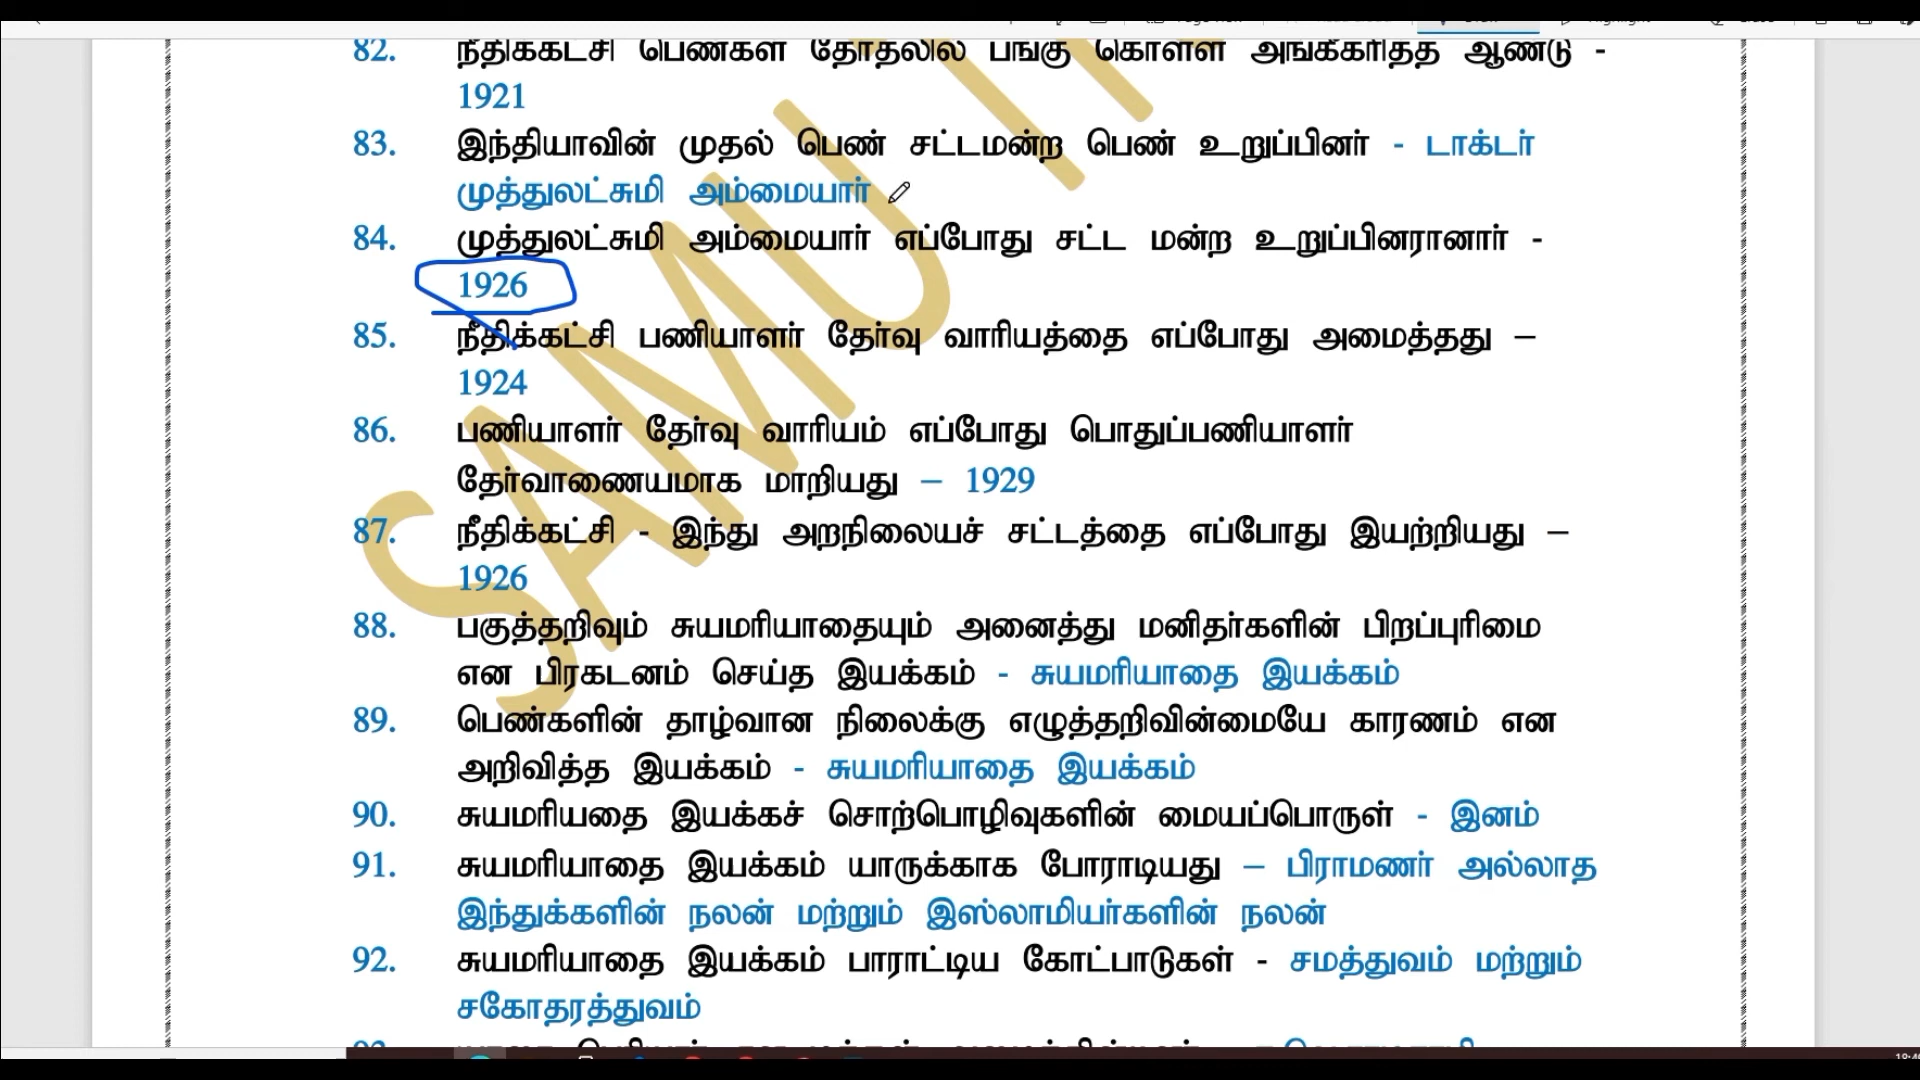 82. நீதிக்கட்சி பெண்கள் தேர்தலில் பங்கு கொள்ள அங்கீகரித்த ஆண்டு -
1921
83. இந்தியாவின் முதல் பெண் சட்டமன்ற பெண் உறுப்பினர் - டாக்டர்
முத்துலட்சுமி அம்மையார்
84. முத்துலட்சுமி அம்மையார் எப்போது சட்ட மன்ற உறுப்பினரானார் -
1926
85. நீதிக்கட்சி பணியாளர் தேர்வு வாரியத்தை எப்போது அமைத்தது –
1924
86. பணியாளர் தேர்வு வாரியம் எப்போது பொதுப்பணியாளர்
தேர்வாணையமாக மாறியது – 1929
87. நீதிக்கட்சி - இந்து அறநிலையச் சட்டத்தை எப்போது இயற்றியது –
1926
88. பகுத்தறிவும் சுயமரியாதையும் அனைத்து மனிதர்களின் பிறப்புரிமை
என பிரகடனம் செய்த இயக்கம் - சுயமரியாதை இயக்கம்
89. பெண்களின் தாழ்வான நிலைக்கு எழுத்தறிவின்மையே காரணம் என
அறிவித்த இயக்கம் - சுயமரியாதை இயக்கம்
90. சுயமரியதை இயக்கச் சொற்பொழிவுகளின் மையப்பொருள் - இனம்
91. சுயமரியாதை இயக்கம் யாருக்காக போராடியது – பிராமணர் அல்லாத
இந்துக்களின் நலன் மற்றும் இஸ்லாமியர்களின் நலன்
92. சுயமரியாதை இயக்கம் பாராட்டிய கோட்பாடுகள் - சமத்துவம் மற்றும்
சகோதரத்துவம்
SAMU